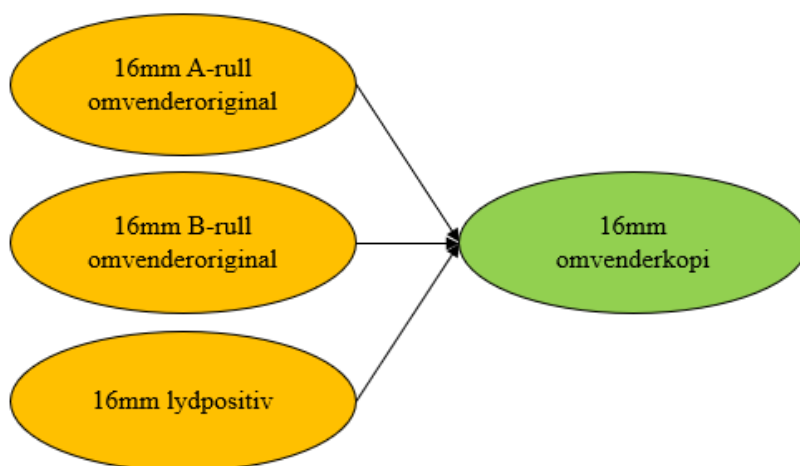 16mm A-rull
omvenderoriginal
16mm B-rull
omvenderoriginal
16mm lydpositiv
16mm
omvenderkopi